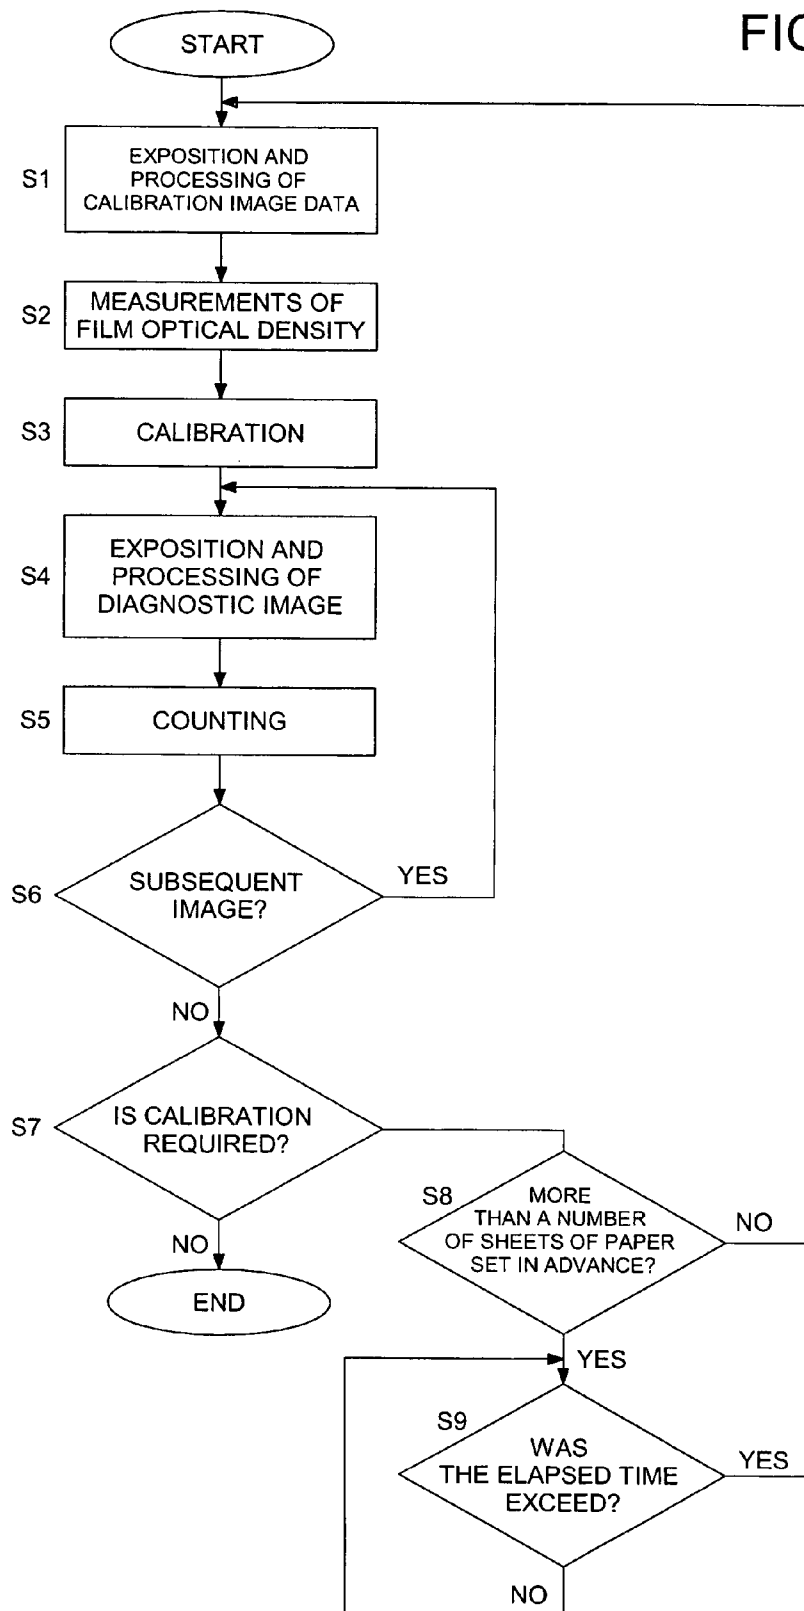 FIG
START
S1
EXPOSITION AND
PROCESSING OF
CALIBRATION IMAGE DATA
S2
MEASUREMENTS OF
FILM OPTICAL DENSITY
S3
CALIBRATION
S4
EXPOSITION AND
PROCESSING OF
DIAGNOSTIC IMAGE
S5
COUNTING
S6
SUBSEQUENT
IMAGE?
YES
NO
S7
IS CALIBRATION
REQUIRED?
NO
END
S8
MORE
THAN A NUMBER
OF SHEETS OF PAPER
SET IN ADVANCE?
NO
YES
S9
WAS
THE ELAPSED TIME
EXCEED?
YES
NO